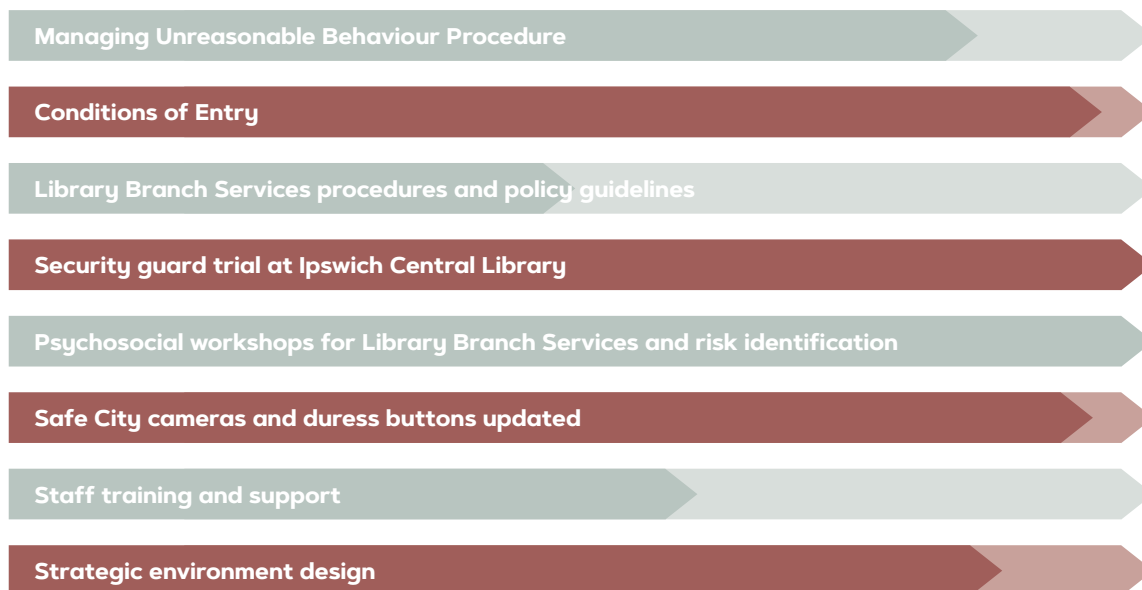 Managing Unreasonable Behaviour Procedure
Conditions of Entry
Library Branch Services procedures and policy guidelines
Security guard trial at Ipswich Central Library
Psychosocial workshops for Library Branch Services and risk identification
Safe City cameras and duress buttons updated
Staff training and support
Strategic environment design